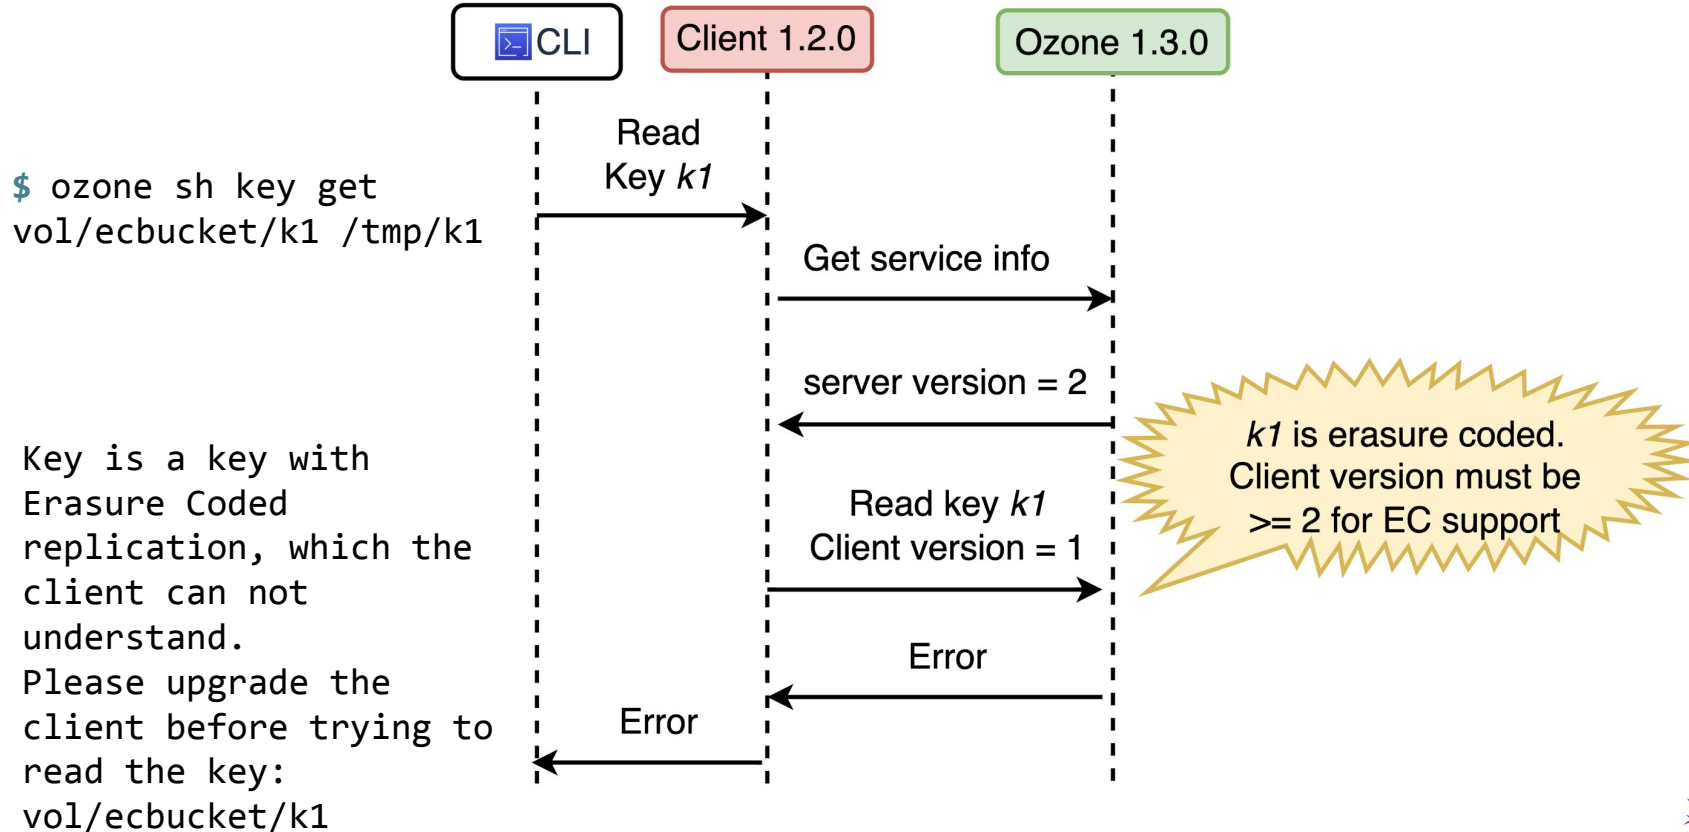 CLI
Client 1.2.0
Ozone 1.3.0
$ ozone sh key get
vol/ecbucket/k1 /tmp/k1
Read
Key k1
Get service info
server version = 2
k1 is erasure coded.
Client version must be
>= 2 for EC support
Read key k1
Client version = 1
Error
Error
Key is a key with
Erasure Coded
replication, which the
client can not
understand.
Please upgrade the
client before trying to
read the key:
vol/ecbucket/k1